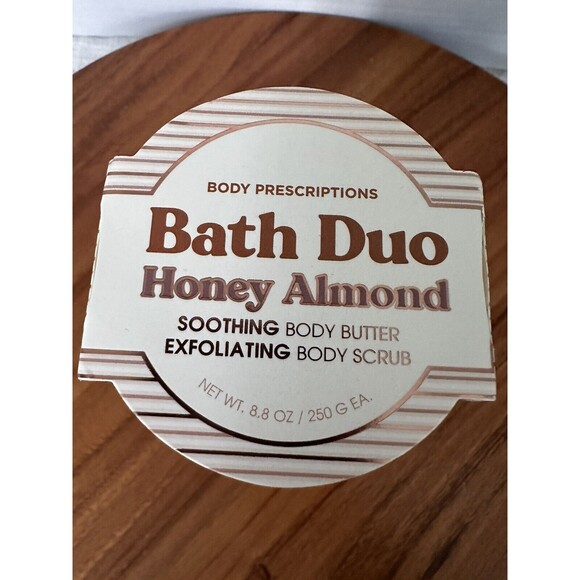 BODY PRESCRIPTIONS
Bath Duo
Honey Almond
SOOTHING BODY BUTTER
EXFOLIATING BODY SCRUB
NET WT. 8.8 OZ / 250 G EA.